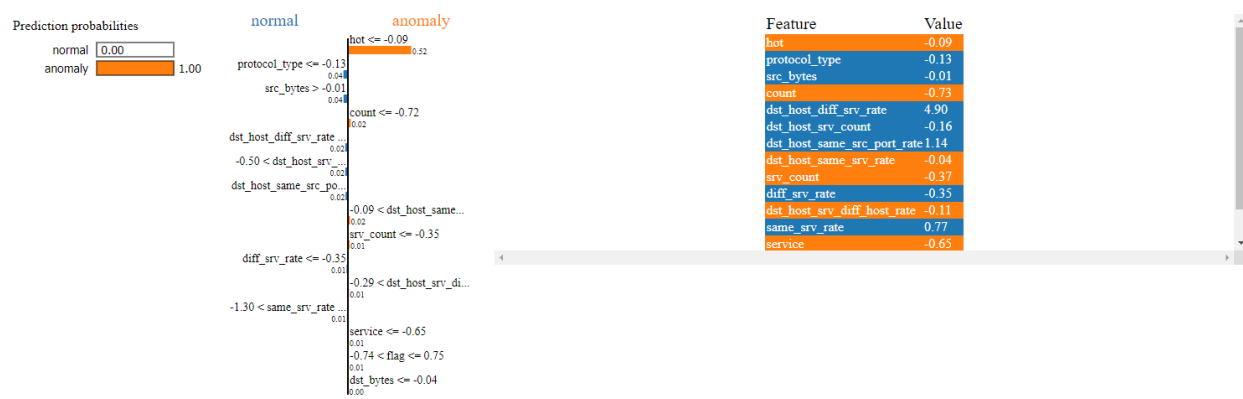 Prediction probabilities
normal 0.00
anomaly 1.00
normal anomaly
hot <= -0.09
0.52
protocol_type <= -0.13
0.04
src_bytes > -0.01
0.04
count <= -0.72
0.02
dst_host_diff_srv_rate ...
0.02
-0.50 < dst_host_srv_...
0.02
dst_host_same_src_po...
0.02
-0.09 < dst_host_same...
0.02
srv_count <= -0.35
0.01
diff_srv_rate <= -0.35
0.01
-0.29 < dst_host_srv_di...
0.01
-1.30 < same_srv_rate ...
0.01
service <= -0.65
0.01
-0.74 < flag <= 0.75
0.01
dst_bytes <= -0.04
0.00
Feature Value
hot -0.09
protocol_type -0.13
src_bytes -0.01
count -0.73
dst_host_diff_srv_rate 4.90
dst_host_srv_count -0.16
dst_host_same_src_port_rate 1.14
dst_host_same_srv_rate -0.04
srv_count -0.37
diff_srv_rate -0.35
dst_host_srv_diff_host_rate -0.11
same_srv_rate 0.77
service -0.65